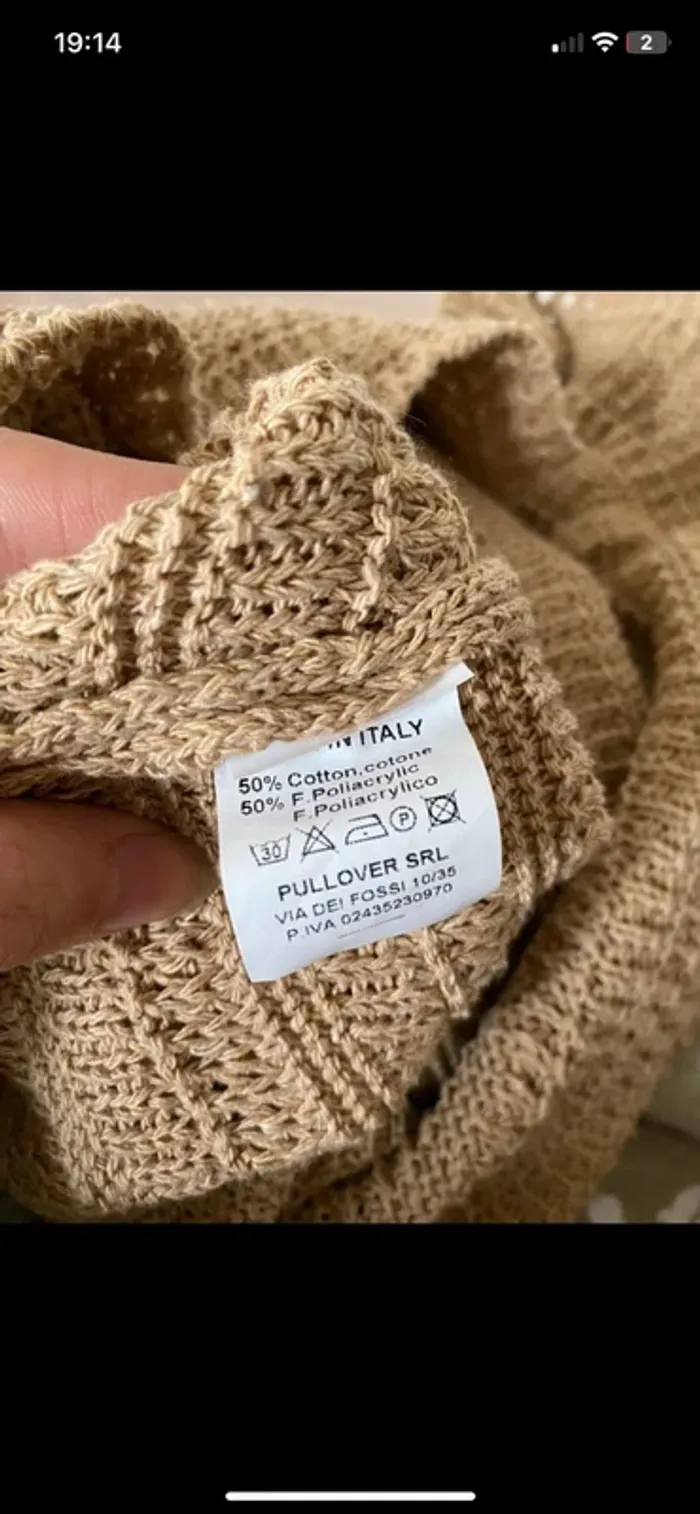 19:14
2
IN ITALY
50% Cotton.cotone
50% F.Poliacrylic
F.Poliacrylico
30 P
PULLOVER SRL
VIA DEI FOSSI 10/35
P.IVA 02435230970